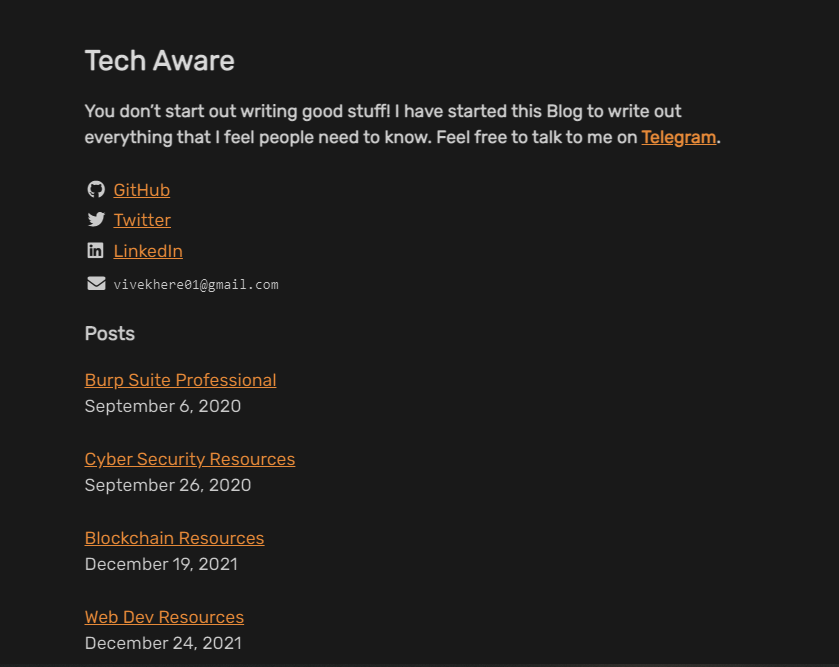 Tech Aware
You don't start out writing good stuff! I have started this Blog to write out
everything that I feel people need to know. Feel free to talk to me on Telegram.
GitHub
Twitter
LinkedIn
vivekhere01@gmail.com
Posts
Burp Suite Professional
September 6, 2020
Cyber Security Resources
September 26, 2020
Blockchain Resources
December 19, 2021
Web Dev Resources
December 24, 2021